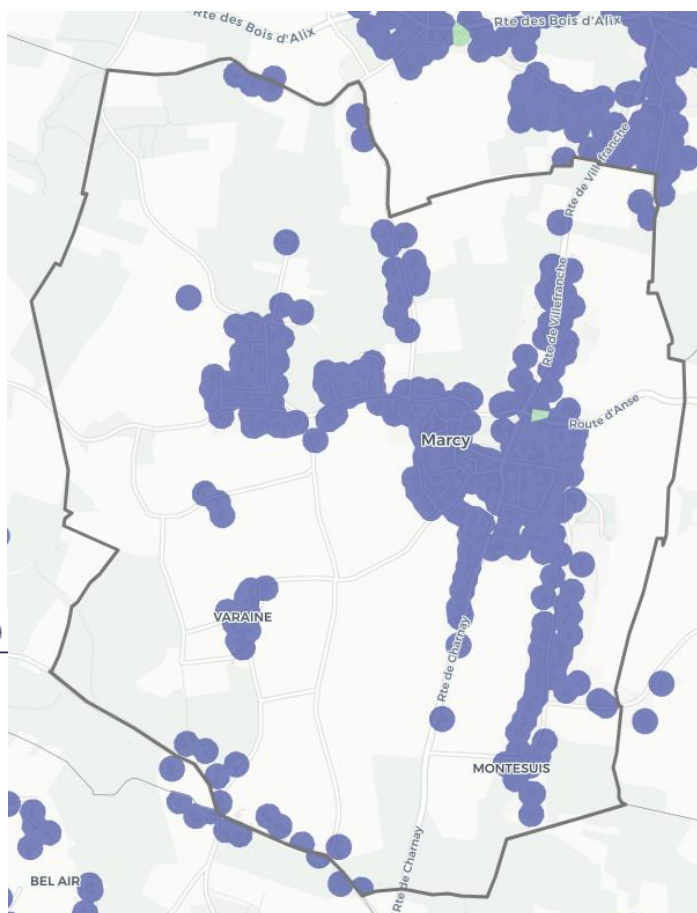 Rte des Bois d'Alix
Rte des Bois d'Alix
Rte de Villefranche
Rte de Villefranche
Route d'Anse
Marcy
VARAINE
Rte de Charnay
MONTESUIS
Rte de Charnay
BEL AIR